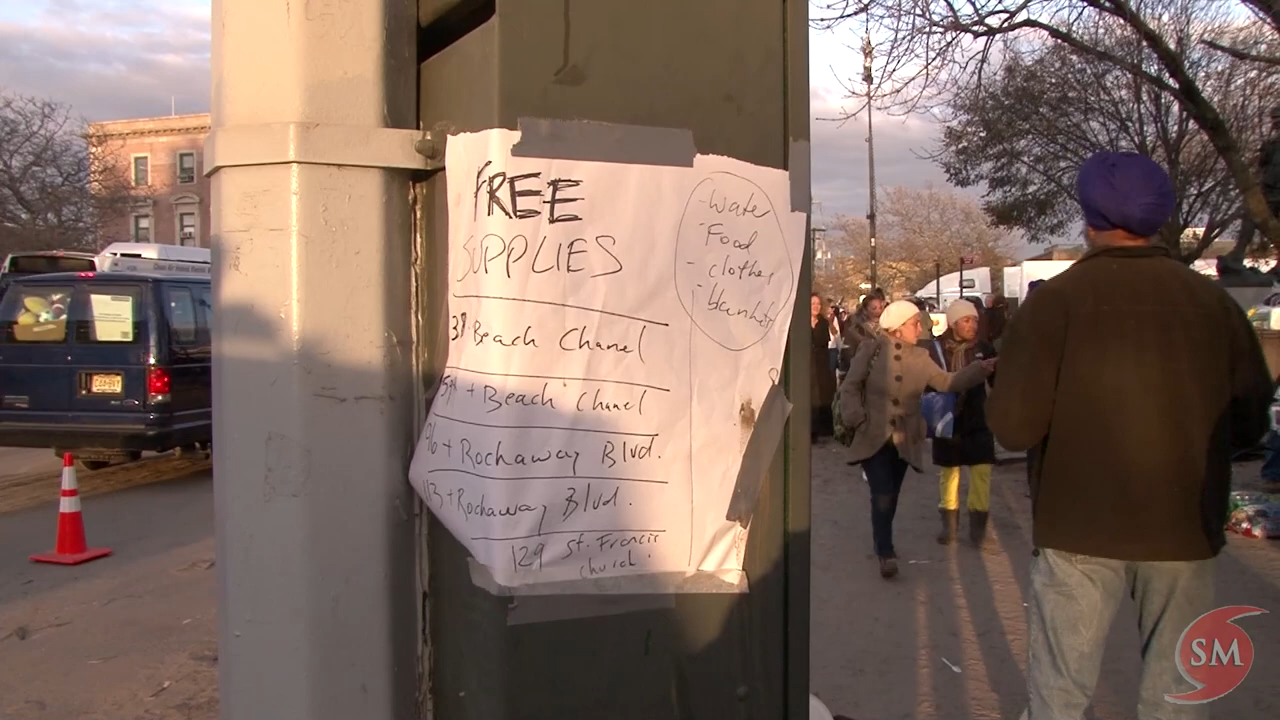 FREE
SUPPLIES
38 Beach Chanel
59th + Beach Chanel
96 + Rochaway Blvd.
113 + Rochaway Blvd.
129 St. Francis
church.
- water
- Food
- clothes
- blankets
SM